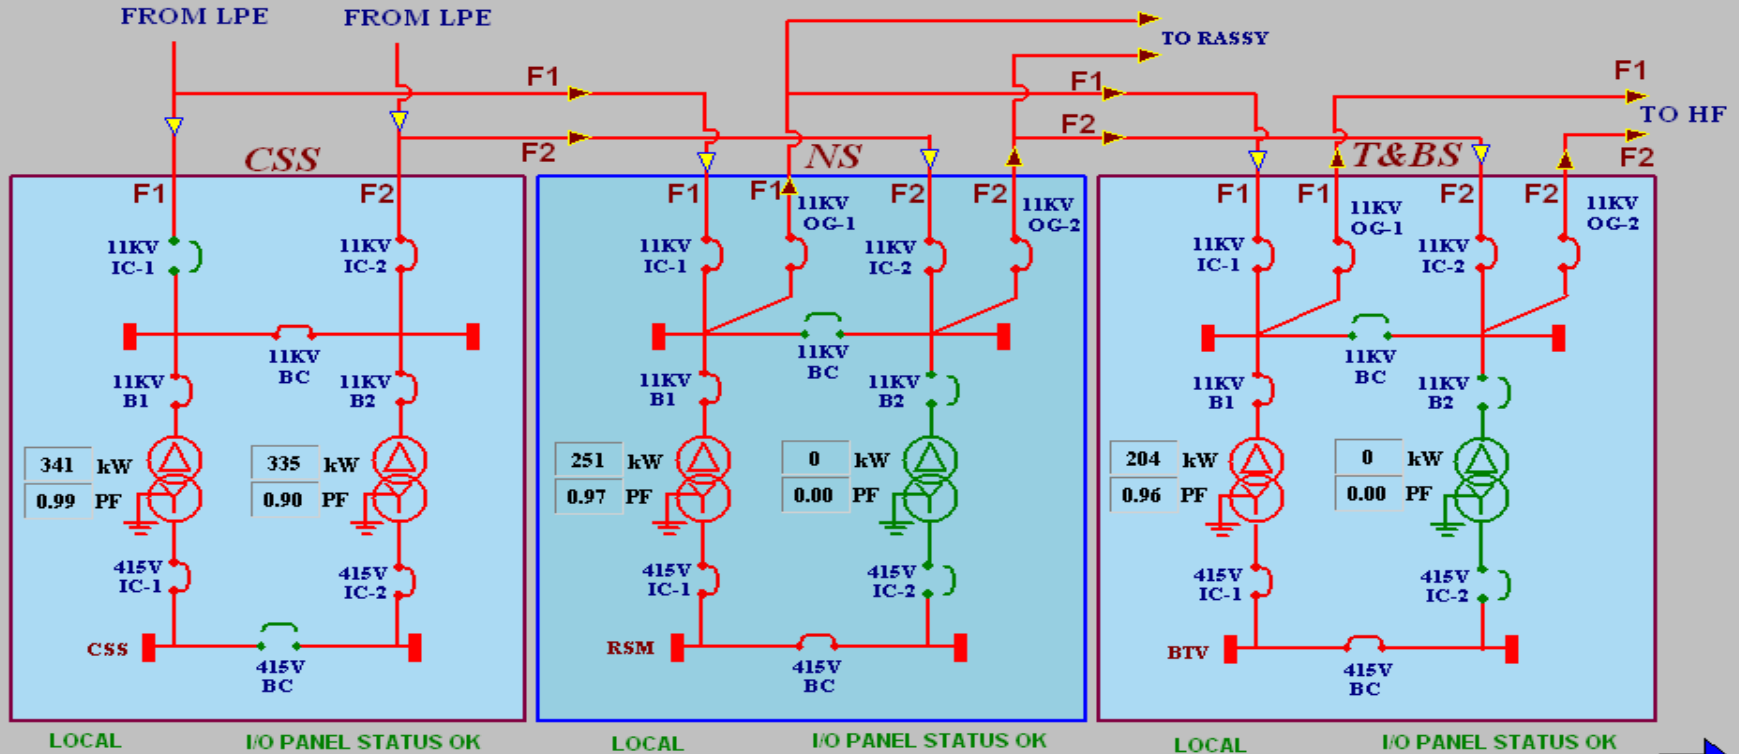 FROM LPE
FROM LPE
TO RASSY
F1
F1
F1
TO HF
F2
F2
F2
CSS
NS
T&BS
F1
F2
F1
F1
F2
F2
F1
F1
F2
F2
11KV
IC-1
11KV
IC-2
11KV
IC-1
11KV
OG-1
11KV
IC-2
11KV
OG-2
11KV
IC-1
11KV
OG-1
11KV
IC-2
11KV
OG-2
11KV
BC
11KV
BC
11KV
BC
11KV
B1
11KV
B2
11KV
B1
11KV
B2
11KV
B1
11KV
B2
341 kW
0.99 PF
335 kW
0.90 PF
251 kW
0.97 PF
0 kW
0.00 PF
204 kW
0.96 PF
0 kW
0.00 PF
415V
IC-1
415V
IC-2
415V
IC-1
415V
IC-2
415V
IC-1
415V
IC-2
CSS
415V
BC
RSM
415V
BC
BTV
415V
BC
LOCAL
I/O PANEL STATUS OK
LOCAL
I/O PANEL STATUS OK
LOCAL
I/O PANEL STATUS OK